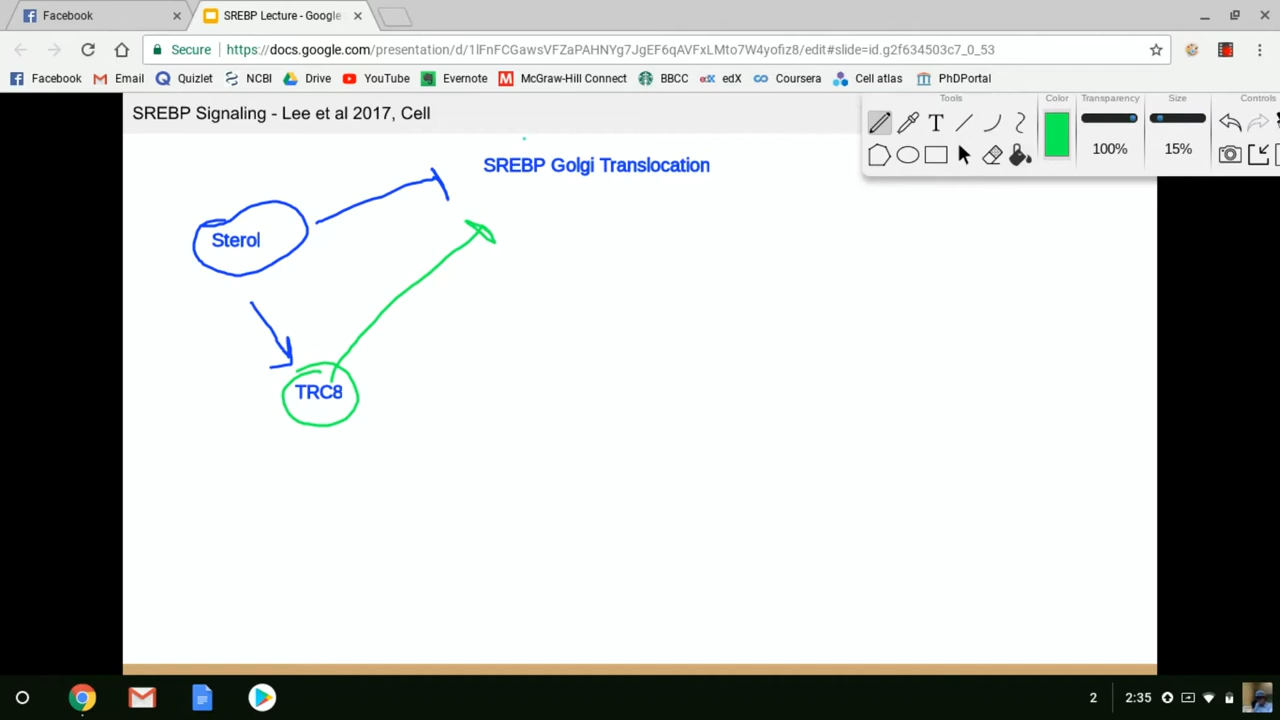 Facebook
SREBP Lecture - Google
Secure
https://docs.google.com/presentation/d/1lFnFCGawsVFZaPAHNYg7JgEF6qAVFxLMto7W4yofiz8/edit#slide=id.g2f634503c7_0_53
Facebook Email Quizlet NCBI Drive YouTube Evernote McGraw-Hill Connect BBCC edX Coursera Cell atlas PhDPortal
SREBP Signaling - Lee et al 2017, Cell
Tools Color Transparency Size Controls
T
100% 15%
SREBP Golgi Translocation
Sterol
TRC8
2 2:35